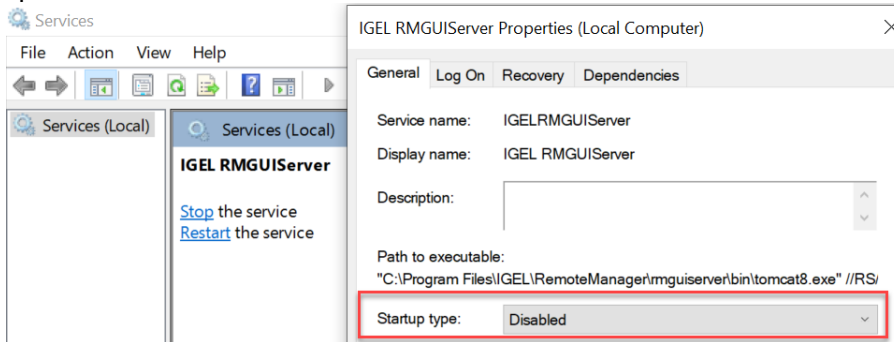 Services
File Action View Help
Services (Local)
Services (Local)
IGEL RMGUIServer
Stop the service
Restart the service
IGEL RMGUIServer Properties (Local Computer)
General Log On Recovery Dependencies
Service name: IGELRMGUIServer
Display name: IGEL RMGUIServer
Description:
Path to executable:
"C:\Program Files\IGEL\RemoteManager\rmguiserver\bin\tomcat8.exe" //RS/
Startup type: Disabled